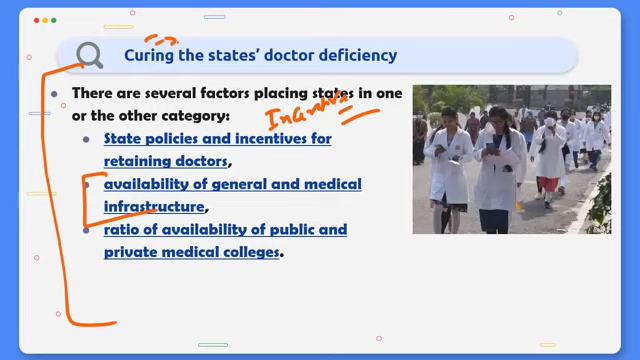 Curing the states' doctor deficiency
There are several factors placing states in one
or the other category:
Incentive
State policies and incentives for
retaining doctors,
availability of general and medical
infrastructure,
ratio of availability of public and
private medical colleges.